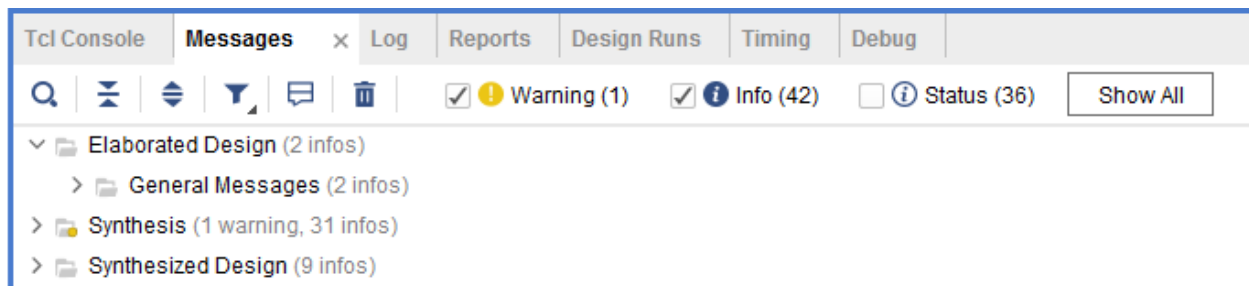 Tcl Console Messages Log Reports Design Runs Timing Debug
Warning (1) Info (42) Status (36) Show All
Elaborated Design (2 infos)
General Messages (2 infos)
Synthesis (1 warning, 31 infos)
Synthesized Design (9 infos)